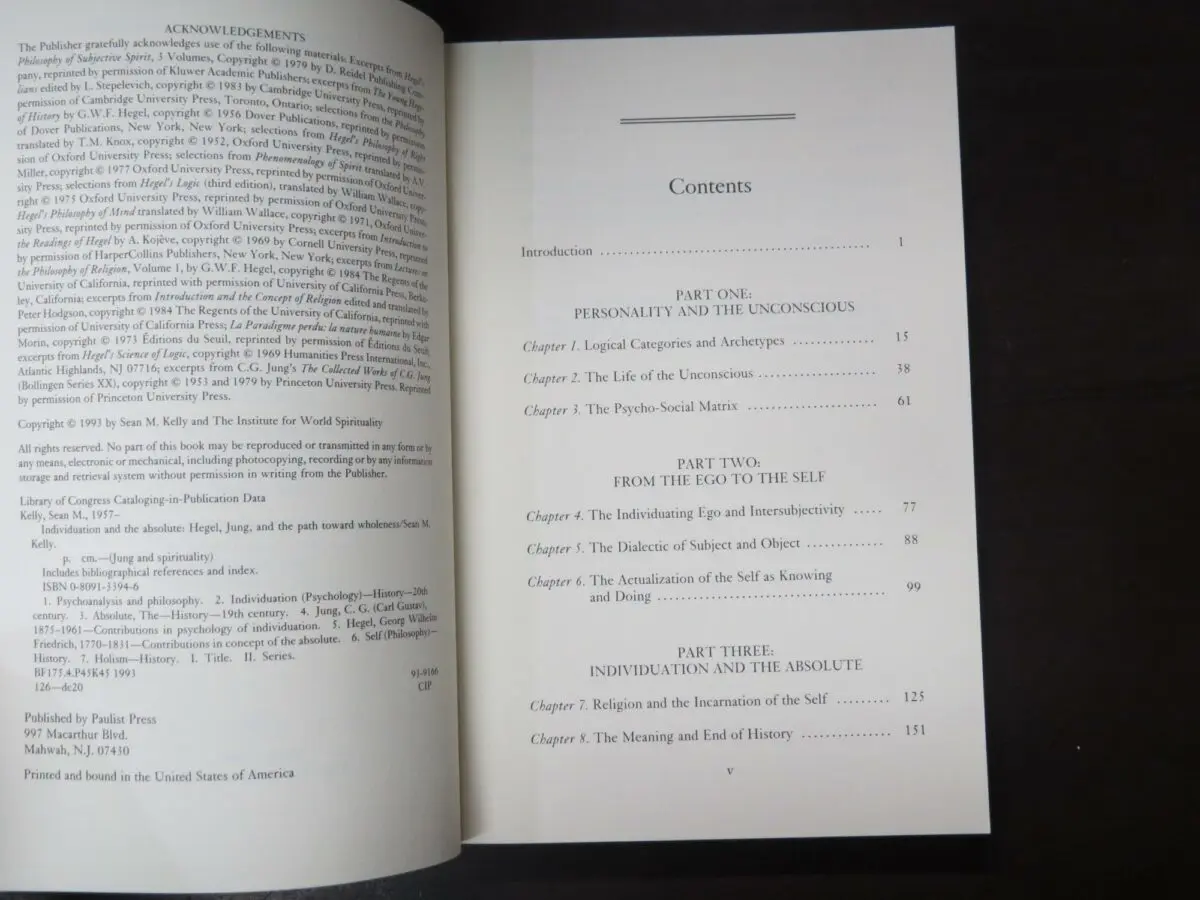 ACKNOWLEDGEMENTS
The Publisher gratefully acknowledges use of the following materials: Excerpts from Hegel's
Philosophy of Subjective Spirit, 3 Volumes, Copyright © 1979 by D. Reidel Publishing Com-
pany, reprinted by permission of Kluwer Academic Publishers; excerpts from The Young Hege-
lians edited by L. Stepelevich, copyright © 1983 by Cambridge University Press, reprinted by
permission of Cambridge University Press, Toronto, Ontario; selections from the Philosophy
of History by G.W.F. Hegel, copyright © 1956 Dover Publications, reprinted by permission
of Dover Publications, New York, New York; selections from Hegel's Philosophy of Right
translated by T.M. Knox, copyright © 1952, Oxford University Press, reprinted by permis-
sion of Oxford University Press; selections from Phenomenology of Spirit translated by A.V.
Miller, copyright © 1977 Oxford University Press, reprinted by permission of Oxford Univer-
sity Press; selections from Hegel's Logic (third edition), translated by William Wallace, copy-
right © 1975 Oxford University Press, reprinted by permission of Oxford University Press;
Hegel's Philosophy of Mind translated by William Wallace, copyright © 1971, Oxford Univer-
sity Press, reprinted by permission of Oxford University Press; excerpts from Introduction to
the Readings of Hegel by A. Kojève, copyright © 1969 by Cornell University Press, reprinted
by permission of HarperCollins Publishers, New York, New York; excerpts from Lectures on
the Philosophy of Religion, Volume 1, by G.W.F. Hegel, copyright © 1984 The Regents of the
University of California, reprinted with permission of University of California Press, Berke-
ley, California; excerpts from Introduction and the Concept of Religion edited and translated by
Peter Hodgson, copyright © 1984 The Regents of the University of California, reprinted with
permission of University of California Press; La Paradigme perdu: la nature humaine by Edgar
Morin, copyright © 1973 Éditions du Seuil, reprinted by permission of Éditions du Seuil;
excerpts from Hegel's Science of Logic, copyright © 1969 Humanities Press International, Inc.,
Atlantic Highlands, NJ 07716; excerpts from C.G. Jung's The Collected Works of C.G. Jung
(Bollingen Series XX), copyright © 1953 and 1979 by Princeton University Press. Reprinted
by permission of Princeton University Press.
Copyright © 1993 by Sean M. Kelly and The Institute for World Spirituality
All rights reserved. No part of this book may be reproduced or transmitted in any form or by
any means, electronic or mechanical, including photocopying, recording or by any information
storage and retrieval system without permission in writing from the Publisher.
Library of Congress Cataloging-in-Publication Data
Kelly, Sean M., 1957–
Individuation and the absolute: Hegel, Jung, and the path toward wholeness/Sean M.
Kelly.
p. cm.—(Jung and spirituality)
Includes bibliographical references and index.
ISBN 0-8091-3394-6
1. Psychoanalysis and philosophy. 2. Individuation (Psychology)—History—20th
century. 3. Absolute, The—History—19th century. 4. Jung, C. G. (Carl Gustav),
1875–1961—Contributions in psychology of individuation. 5. Hegel, Georg Wilhelm
Friedrich, 1770–1831—Contributions in concept of the absolute. 6. Self (Philosophy)—
History. 7. Holism—History. I. Title. II. Series.
BF175.4.P45K45 1993 93-9166
126—dc20 CIP
Published by Paulist Press
997 Macarthur Blvd.
Mahwah, N.J. 07430
Printed and bound in the United States of America
Contents
Introduction 1
PART ONE:
PERSONALITY AND THE UNCONSCIOUS
Chapter 1. Logical Categories and Archetypes 15
Chapter 2. The Life of the Unconscious 38
Chapter 3. The Psycho-Social Matrix 61
PART TWO:
FROM THE EGO TO THE SELF
Chapter 4. The Individuating Ego and Intersubjectivity 77
Chapter 5. The Dialectic of Subject and Object 88
Chapter 6. The Actualization of the Self as Knowing
and Doing 99
PART THREE:
INDIVIDUATION AND THE ABSOLUTE
Chapter 7. Religion and the Incarnation of the Self 125
Chapter 8. The Meaning and End of History 151
v